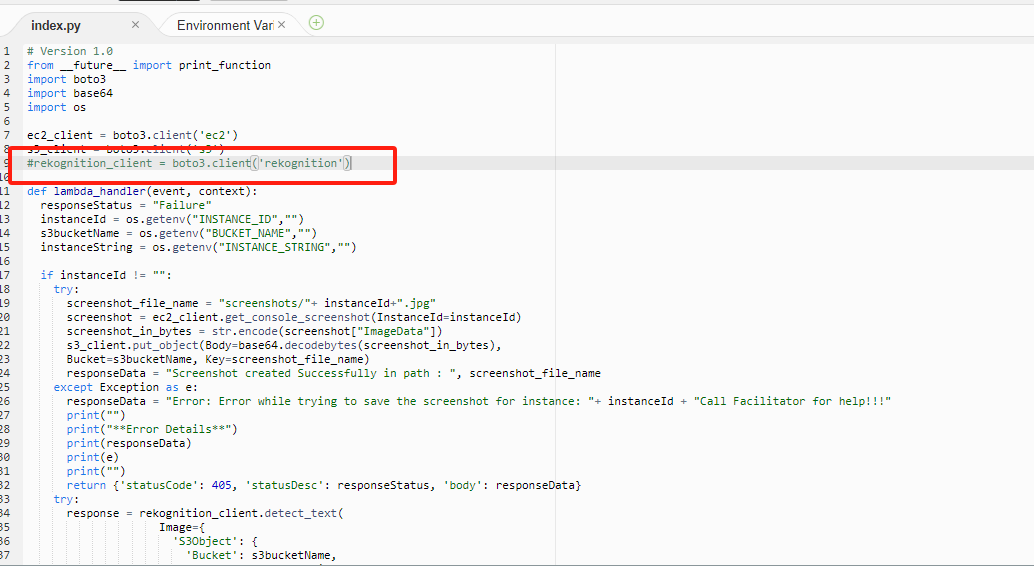 index.py × Environment Var × +
1 # Version 1.0
2 from __future__ import print_function
3 import boto3
4 import base64
5 import os
6
7 ec2_client = boto3.client('ec2')
8 s3_client = boto3.client('s3')
9 #rekognition_client = boto3.client('rekognition')
10
11 def lambda_handler(event, context):
12 responseStatus = "Failure"
13 instanceId = os.getenv("INSTANCE_ID","")
14 s3bucketName = os.getenv("BUCKET_NAME","")
15 instanceString = os.getenv("INSTANCE_STRING","")
16
17 if instanceId != "":
18 try:
19 screenshot_file_name = "screenshots/"+ instanceId+".jpg"
20 screenshot = ec2_client.get_console_screenshot(InstanceId=instanceId)
21 screenshot_in_bytes = str.encode(screenshot["ImageData"])
22 s3_client.put_object(Body=base64.decodebytes(screenshot_in_bytes),
23 Bucket=s3bucketName, Key=screenshot_file_name)
24 responseData = "Screenshot created Successfully in path : ", screenshot_file_name
25 except Exception as e:
26 responseData = "Error: Error while trying to save the screenshot for instance: "+ instanceId + "Call Facilitator for help!!!"
27 print("")
28 print("**Error Details**")
29 print(responseData)
30 print(e)
31 print("")
32 return {'statusCode': 405, 'statusDesc': responseStatus, 'body': responseData}
33 try:
34 response = rekognition_client.detect_text(
35 Image={
36 'S3Object': {
37 'Bucket': s3bucketName,